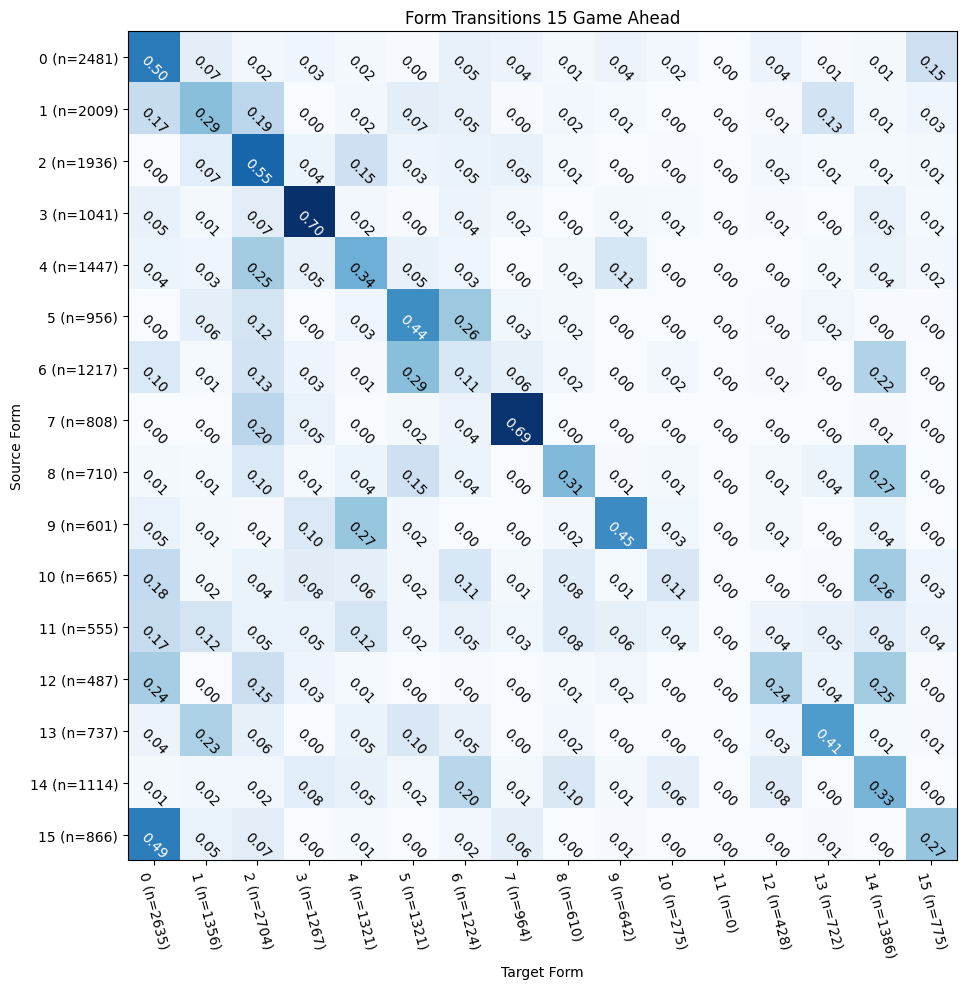 Form Transitions 15 Game Ahead
Source Form
0 (n=2481) 0.50 0.07 0.02 0.03 0.02 0.00 0.05 0.04 0.01 0.04 0.02 0.00 0.04 0.01 0.01 0.15
1 (n=2009) 0.17 0.29 0.19 0.00 0.02 0.07 0.05 0.00 0.02 0.01 0.00 0.00 0.01 0.13 0.01 0.03
2 (n=1936) 0.00 0.07 0.55 0.04 0.15 0.03 0.05 0.05 0.01 0.00 0.00 0.00 0.02 0.01 0.01 0.01
3 (n=1041) 0.05 0.01 0.07 0.70 0.02 0.00 0.04 0.02 0.00 0.01 0.01 0.00 0.01 0.00 0.05 0.01
4 (n=1447) 0.04 0.03 0.25 0.05 0.34 0.05 0.03 0.00 0.02 0.11 0.00 0.00 0.00 0.01 0.04 0.02
5 (n=956) 0.00 0.06 0.12 0.00 0.03 0.44 0.26 0.03 0.02 0.00 0.00 0.00 0.00 0.02 0.00 0.00
6 (n=1217) 0.10 0.01 0.13 0.03 0.01 0.29 0.11 0.06 0.02 0.00 0.02 0.00 0.01 0.00 0.22 0.00
7 (n=808) 0.00 0.00 0.20 0.05 0.00 0.02 0.04 0.69 0.00 0.00 0.00 0.00 0.00 0.00 0.01 0.00
8 (n=710) 0.01 0.01 0.10 0.01 0.04 0.15 0.04 0.00 0.31 0.01 0.01 0.00 0.01 0.04 0.27 0.00
9 (n=601) 0.05 0.01 0.01 0.10 0.27 0.02 0.00 0.00 0.02 0.45 0.03 0.00 0.01 0.00 0.04 0.00
10 (n=665) 0.18 0.02 0.04 0.08 0.06 0.02 0.11 0.01 0.08 0.01 0.11 0.00 0.00 0.00 0.26 0.03
11 (n=555) 0.17 0.12 0.05 0.05 0.12 0.02 0.05 0.03 0.08 0.06 0.04 0.00 0.04 0.05 0.08 0.04
12 (n=487) 0.24 0.00 0.15 0.03 0.01 0.00 0.00 0.00 0.01 0.02 0.00 0.00 0.24 0.04 0.25 0.00
13 (n=737) 0.04 0.23 0.06 0.00 0.05 0.10 0.05 0.00 0.02 0.00 0.00 0.00 0.03 0.41 0.01 0.01
14 (n=1114) 0.01 0.02 0.02 0.08 0.05 0.02 0.20 0.01 0.10 0.01 0.06 0.00 0.08 0.00 0.33 0.00
15 (n=866) 0.49 0.05 0.07 0.00 0.01 0.00 0.02 0.06 0.00 0.01 0.00 0.00 0.00 0.01 0.00 0.27
0 (n=2635) 1 (n=1356) 2 (n=2704) 3 (n=1267) 4 (n=1321) 5 (n=1321) 6 (n=1224) 7 (n=964) 8 (n=610) 9 (n=642) 10 (n=275) 11 (n=0) 12 (n=428) 13 (n=722) 14 (n=1386) 15 (n=775)
Target Form